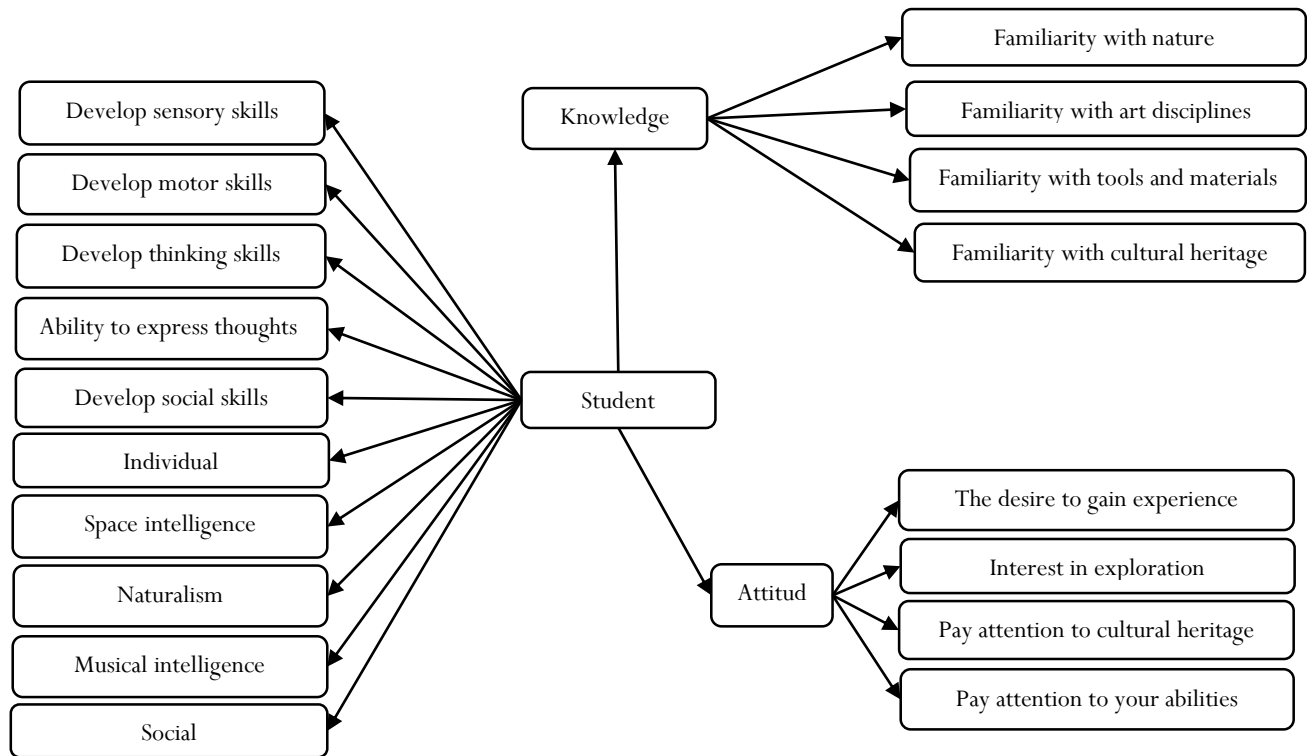 Develop sensory skills
Develop motor skills
Develop thinking skills
Ability to express thoughts
Develop social skills
Individual
Space intelligence
Naturalism
Musical intelligence
Social
Student
Knowledge
Attitud
Familiarity with nature
Familiarity with art disciplines
Familiarity with tools and materials
Familiarity with cultural heritage
The desire to gain experience
Interest in exploration
Pay attention to cultural heritage
Pay attention to your abilities